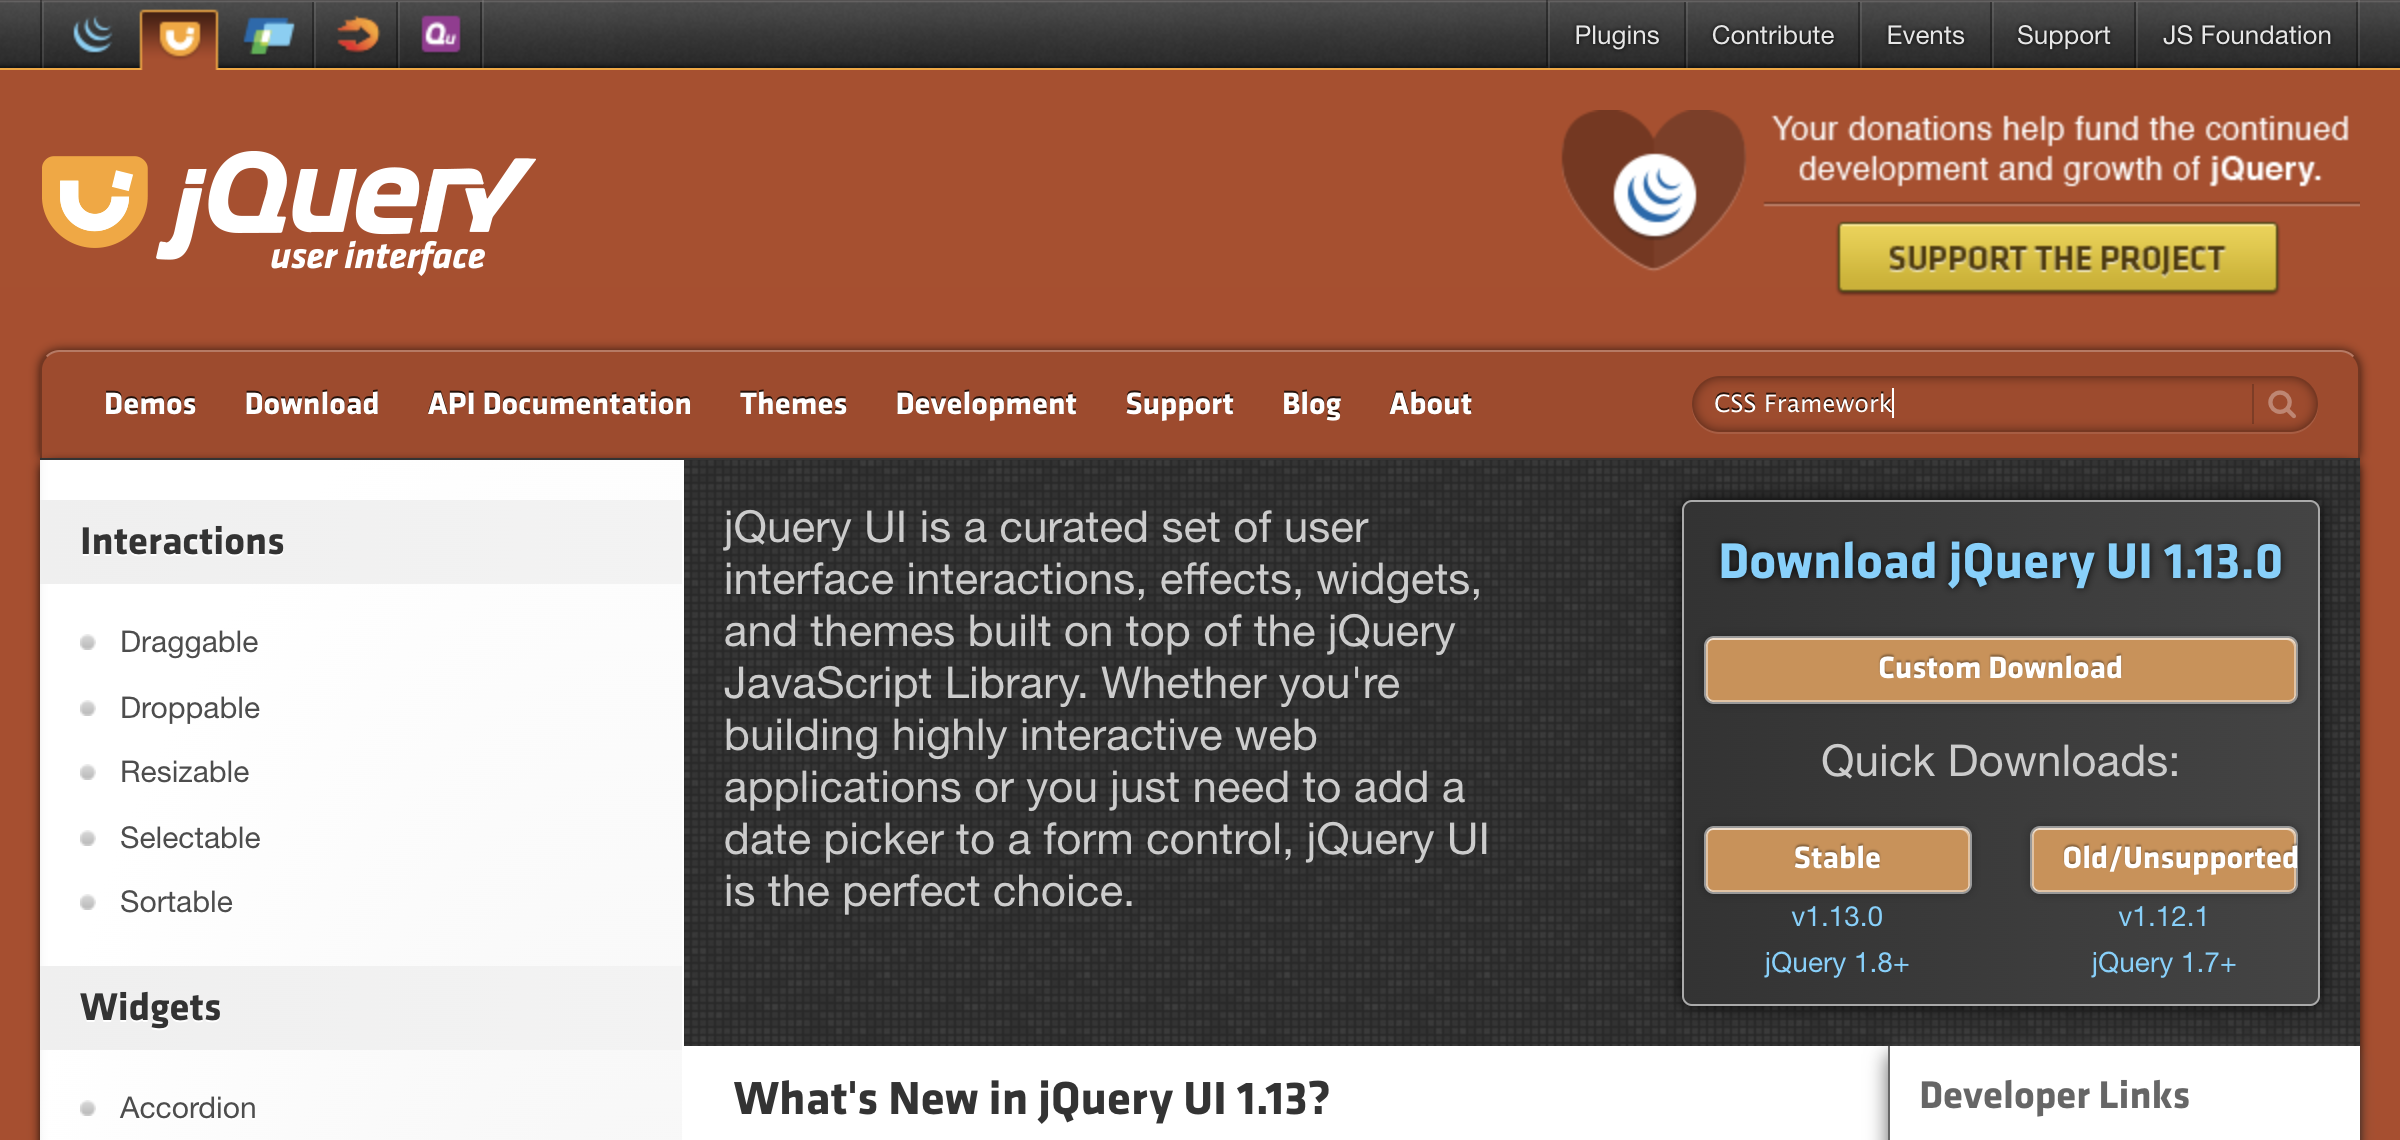 Qu
Plugins
Contribute
Events
Support
JS Foundation
jQuery
user interface
Your donations help fund the continued
development and growth of jQuery.
SUPPORT THE PROJECT
Demos
Download
API Documentation
Themes
Development
Support
Blog
About
CSS Framework
Interactions
Draggable
Droppable
Resizable
Selectable
Sortable
Widgets
Accordion
jQuery UI is a curated set of user
interface interactions, effects, widgets,
and themes built on top of the jQuery
JavaScript Library. Whether you're
building highly interactive web
applications or you just need to add a
date picker to a form control, jQuery UI
is the perfect choice.
Download jQuery UI 1.13.0
Custom Download
Quick Downloads:
Stable
v1.13.0
jQuery 1.8+
Old/Unsupported
v1.12.1
jQuery 1.7+
What's New in jQuery UI 1.13?
Developer Links